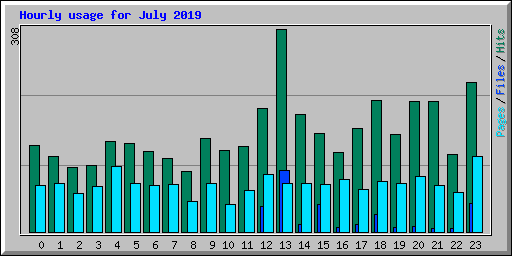 Hourly usage for July 2019
308
Pages / Files / Hits
0 1 2 3 4 5 6 7 8 9 10 11 12 13 14 15 16 17 18 19 20 21 22 23